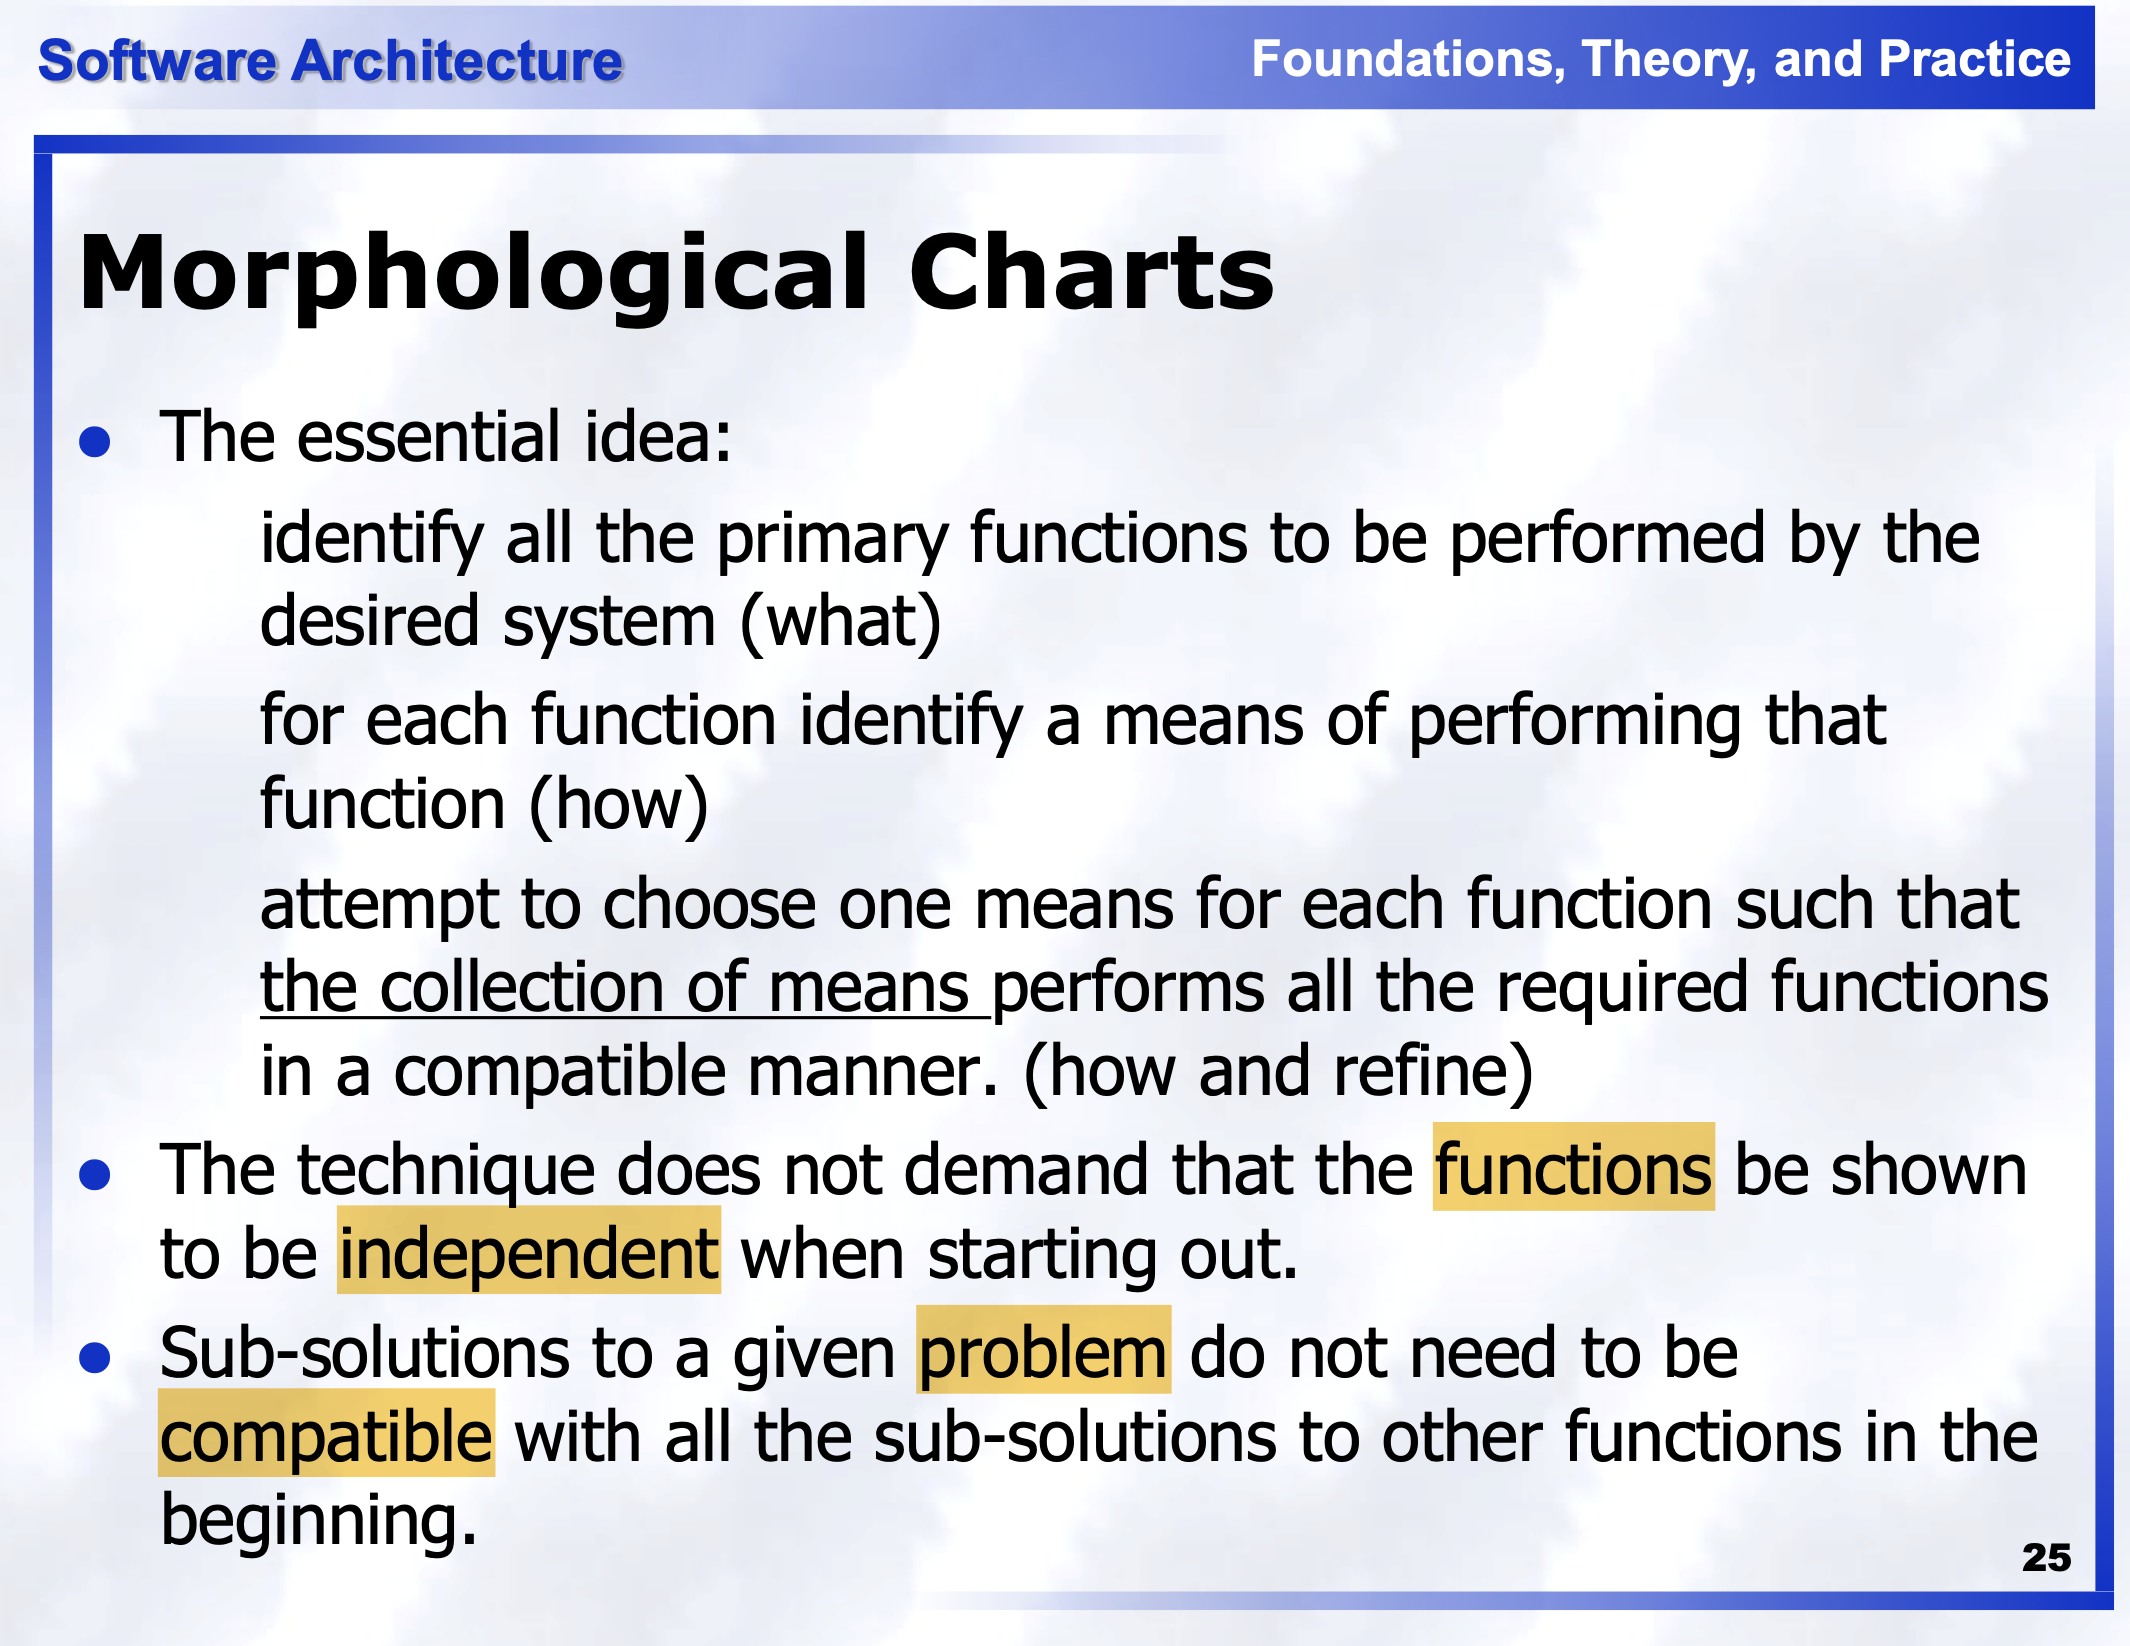 Software Architecture
Foundations, Theory, and Practice
Morphological Charts
The essential idea:
identify all the primary functions to be performed by the
desired system (what)
for each function identify a means of performing that
function (how)
attempt to choose one means for each function such that
the collection of means performs all the required functions
in a compatible manner. (how and refine)
The technique does not demand that the functions be shown
to be independent when starting out.
Sub-solutions to a given problem do not need to be
compatible with all the sub-solutions to other functions in the
beginning.
25